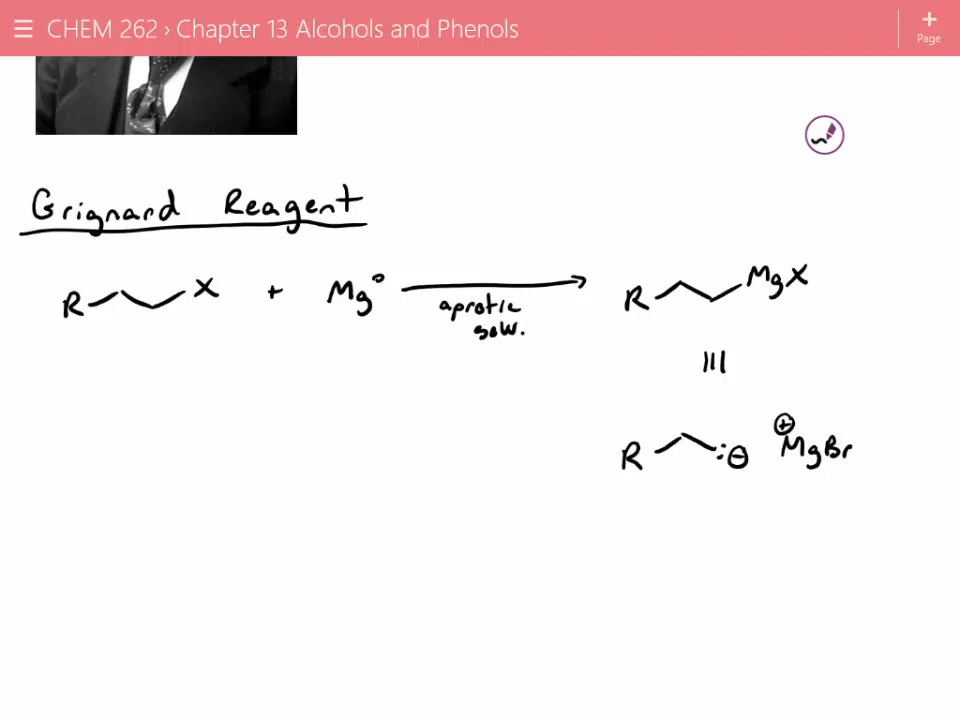 CHEM 262 › Chapter 13 Alcohols and Phenols
Page
Grignard Reagent
R X + Mg° aprotic MgX
R
solv.
|||
R :⊖ ⊕MgBr